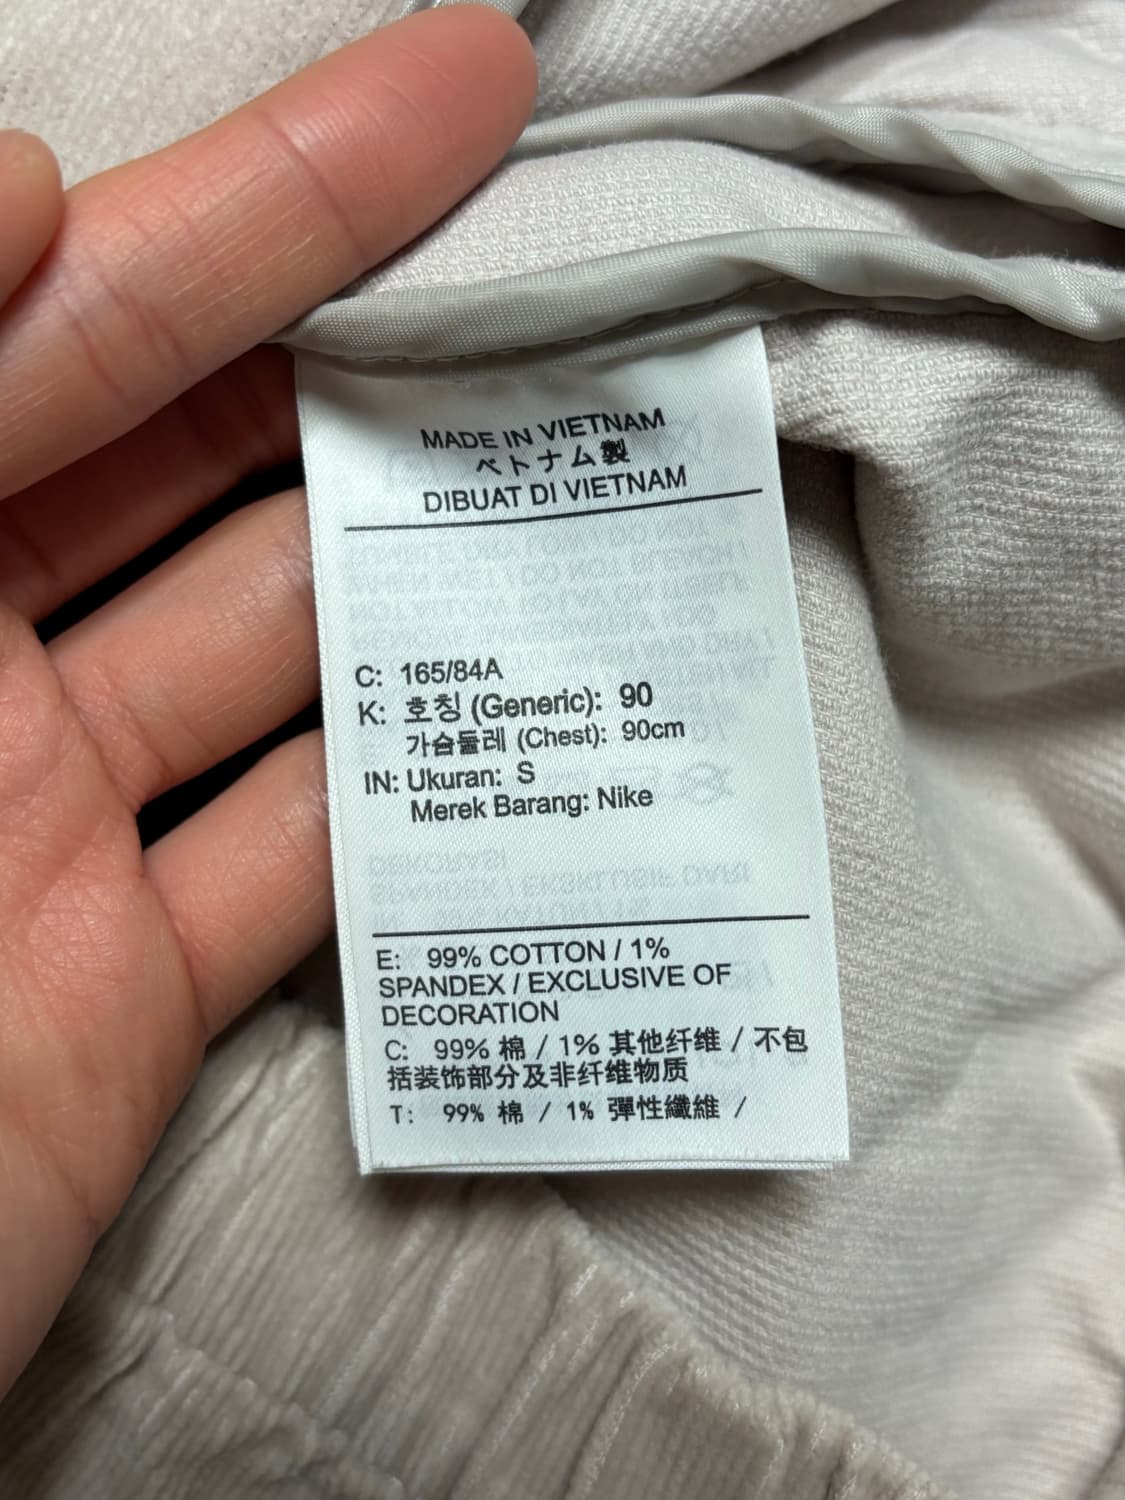 MADE IN VIETNAM
ベトナム製
DIBUAT DI VIETNAM
C: 165/84A
K: 호칭 (Generic): 90
가슴둘레 (Chest): 90cm
IN: Ukuran: S
Merek Barang: Nike
E: 99% COTTON / 1%
SPANDEX / EXCLUSIVE OF
DECORATION
C: 99% 棉 / 1% 其他纤维 / 不包
括装饰部分及非纤维物质
T: 99% 棉 / 1% 彈性纖維 /